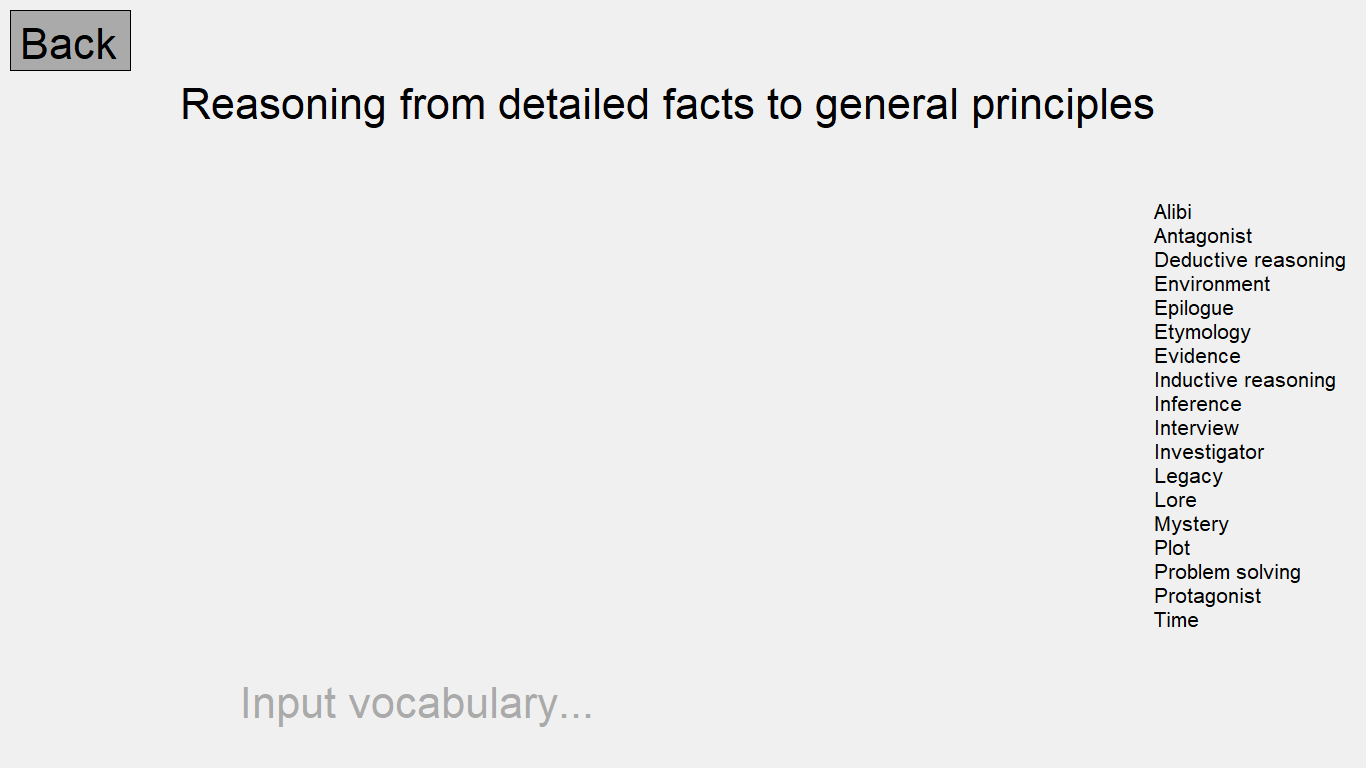 Back
Reasoning from detailed facts to general principles
Alibi
Antagonist
Deductive reasoning
Environment
Epilogue
Etymology
Evidence
Inductive reasoning
Inference
Interview
Investigator
Legacy
Lore
Mystery
Plot
Problem solving
Protagonist
Time
Input vocabulary...